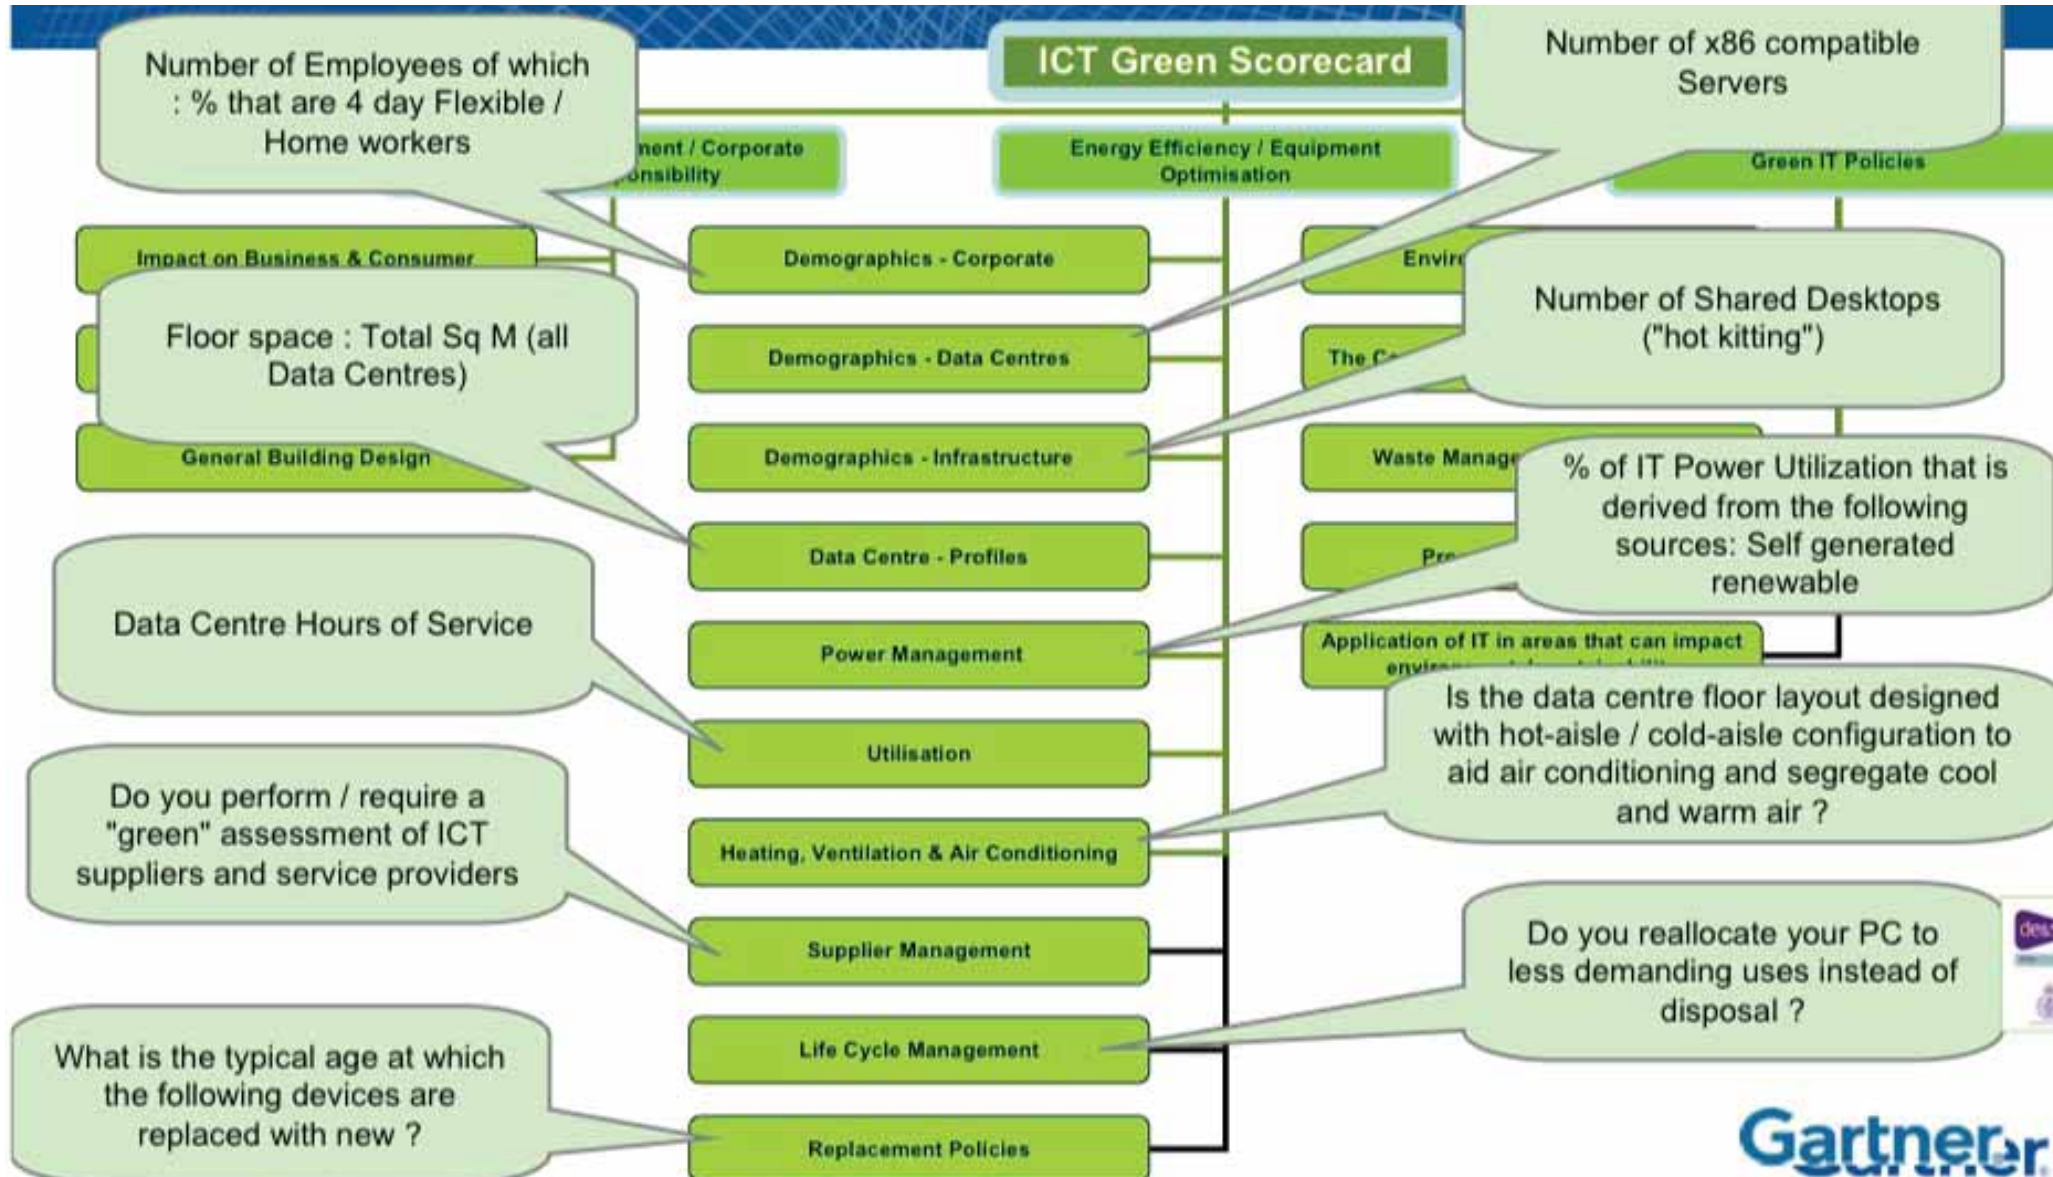 ICT Green Scorecard
Number of Employees of which
: % that are 4 day Flexible /
Home workers
Number of x86 compatible
Servers
/ Corporate
Energy Efficiency / Equipment
Optimisation
Green IT Policies
Impact on Business & Consumer
Floor space : Total Sq M (all
Data Centres)
General Building Design
Data Centre Hours of Service
Do you perform / require a
"green" assessment of ICT
suppliers and service providers
What is the typical age at which
the following devices are
replaced with new ?
Demographics - Corporate
Demographics - Data Centres
Demographics - Infrastructure
Data Centre - Profiles
Power Management
Utilisation
Heating, Ventilation & Air Conditioning
Supplier Management
Life Cycle Management
Replacement Policies
Number of Shared Desktops
("hot kitting")
The
Waste
% of IT Power Utilization that is
derived from the following
sources: Self generated
renewable
Application of IT in areas that can impact
Is the data centre floor layout designed
with hot-aisle / cold-aisle configuration to
aid air conditioning and segregate cool
and warm air ?
Do you reallocate your PC to
less demanding uses instead of
disposal ?
Gartner